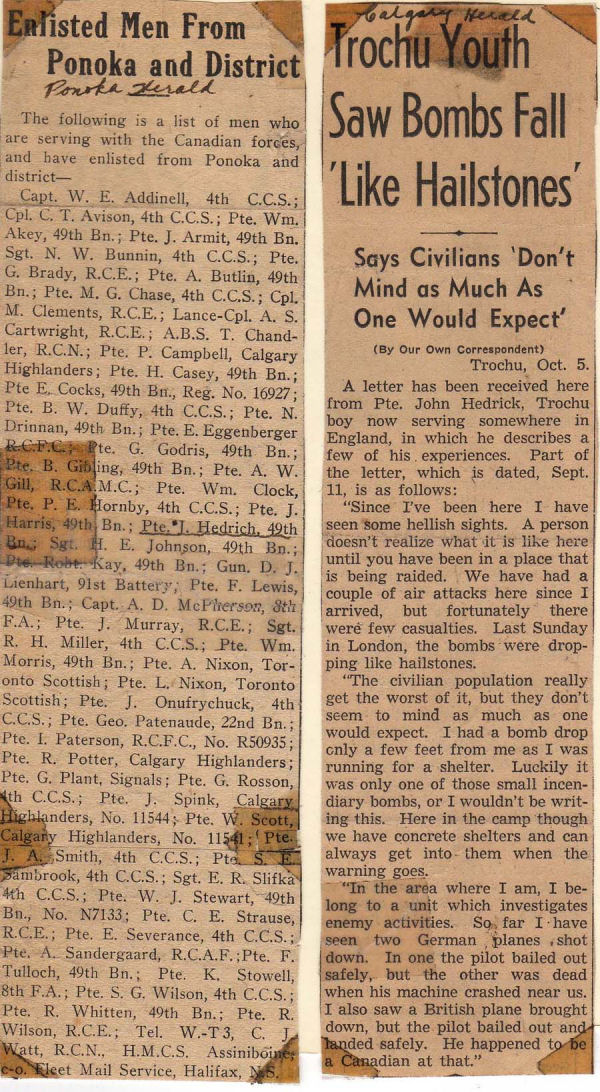 Enlisted Men From
Ponoka and District
Ponoka Herald
The following is a list of men who
are serving with the Canadian forces,
and have enlisted from Ponoka and
district—
Capt. W. E. Addinell, 4th C.C.S.;
Cpl. C. T. Avison, 4th C.C.S.; Pte. Wm.
Akey, 49th Bn.; Pte. J. Armit, 49th Bn.
Sgt. N. W. Bunnin, 4th C.C.S.; Pte.
G. Brady, R.C.E.; Pte. A. Butlin, 49th
Bn.; Pte. M. G. Chase, 4th C.C.S.; Cpl.
M. Clements, R.C.E.; Lance-Cpl. A. S.
Cartwright, R.C.E.; A.B.S. T. Chand-
ler, R.C.N.; Pte. P. Campbell, Calgary
Highlanders; Pte. H. Casey, 49th Bn.;
Pte E. Cocks, 49th Bn., Reg. No. 16927;
Pte. B. W. Duffy, 4th C.C.S.; Pte. N.
Drinnan, 49th Bn.; Pte. E. Eggenberger
R.C.F.C.; Pte. G. Godris, 49th Bn.;
Pte. B. Gibling, 49th Bn.; Pte. A. W.
Gill, R.C.A.M.C.; Pte. Wm. Clock,
Pte. P. E. Hornby, 4th C.C.S.; Pte. J.
Harris, 49th Bn.; Pte. J. Hedrich, 49th
Bn.; Sgt. H. E. Johnson, 49th Bn.;
Pte. Robt. Kay, 49th Bn.; Gun. D. J.
Lienhart, 91st Battery; Pte. F. Lewis,
49th Bn.; Capt. A. D. McPherson, 8th
F.A.; Pte. J. Murray, R.C.E.; Sgt.
R. H. Miller, 4th C.C.S.; Pte. Wm.
Morris, 49th Bn.; Pte. A. Nixon, Tor-
onto Scottish; Pte. L. Nixon, Toronto
Scottish; Pte. J. Onufrychuck, 4th
C.C.S.; Pte. Geo. Patenaude, 22nd Bn.;
Pte. I. Paterson, R.C.F.C., No. R50935;
Pte. R. Potter, Calgary Highlanders;
Pte. G. Plant, Signals; Pte. G. Rosson,
4th C.C.S.; Pte. J. Spink, Calgary
Highlanders, No. 11544; Pte. W. Scott,
Calgary Highlanders, No. 11541; Pte.
J. A. Smith, 4th C.C.S.; Pte. S. E.
Sambrook, 4th C.C.S.; Sgt. E. R. Slifka
4th C.C.S.; Pte. W. J. Stewart, 49th
Bn., No. N7133; Pte. C. E. Strause,
R.C.E.; Pte. E. Severance, 4th C.C.S.;
Pte. A. Sandergaard, R.C.A.F.;Pte. F.
Tulloch, 49th Bn.; Pte. K. Stowell,
8th F.A.; Pte. S. G. Wilson, 4th C.C.S.;
Pte. R. Whitten, 49th Bn.; Pte. R.
Wilson, R.C.E.; Tel. W.-T3, C. J.
Watt, R.C.N., H.M.C.S. Assiniboine;
c-o. Fleet Mail Service, Halifax, N.S.
Calgary Herald
Trochu Youth
Saw Bombs Fall
'Like Hailstones'
Says Civilians 'Don't
Mind as Much As
One Would Expect'
(By Our Own Correspondent)
Trochu, Oct. 5.
A letter has been received here
from Pte. John Hedrick, Trochu
boy now serving somewhere in
England, in which he describes a
few of his experiences. Part of
the letter, which is dated, Sept.
11, is as follows:
"Since I've been here I have
seen some hellish sights. A person
doesn't realize what it is like here
until you have been in a place that
is being raided. We have had a
couple of air attacks here since I
arrived, but fortunately there
were few casualties. Last Sunday
in London, the bombs were drop-
ping like hailstones.
"The civilian population really
get the worst of it, but they don't
seem to mind as much as one
would expect. I had a bomb drop
only a few feet from me as I was
running for a shelter. Luckily it
was only one of those small incen-
diary bombs, or I wouldn't be writ-
ing this. Here in the camp though
we have concrete shelters and can
always get into them when the
warning goes.
"In the area where I am, I be-
long to a unit which investigates
enemy activities. So far I have
seen two German planes shot
down. In one the pilot bailed out
safely, but the other was dead
when his machine crashed near us.
I also saw a British plane brought
down, but the pilot bailed out and
landed safely. He happened to be
a Canadian at that."